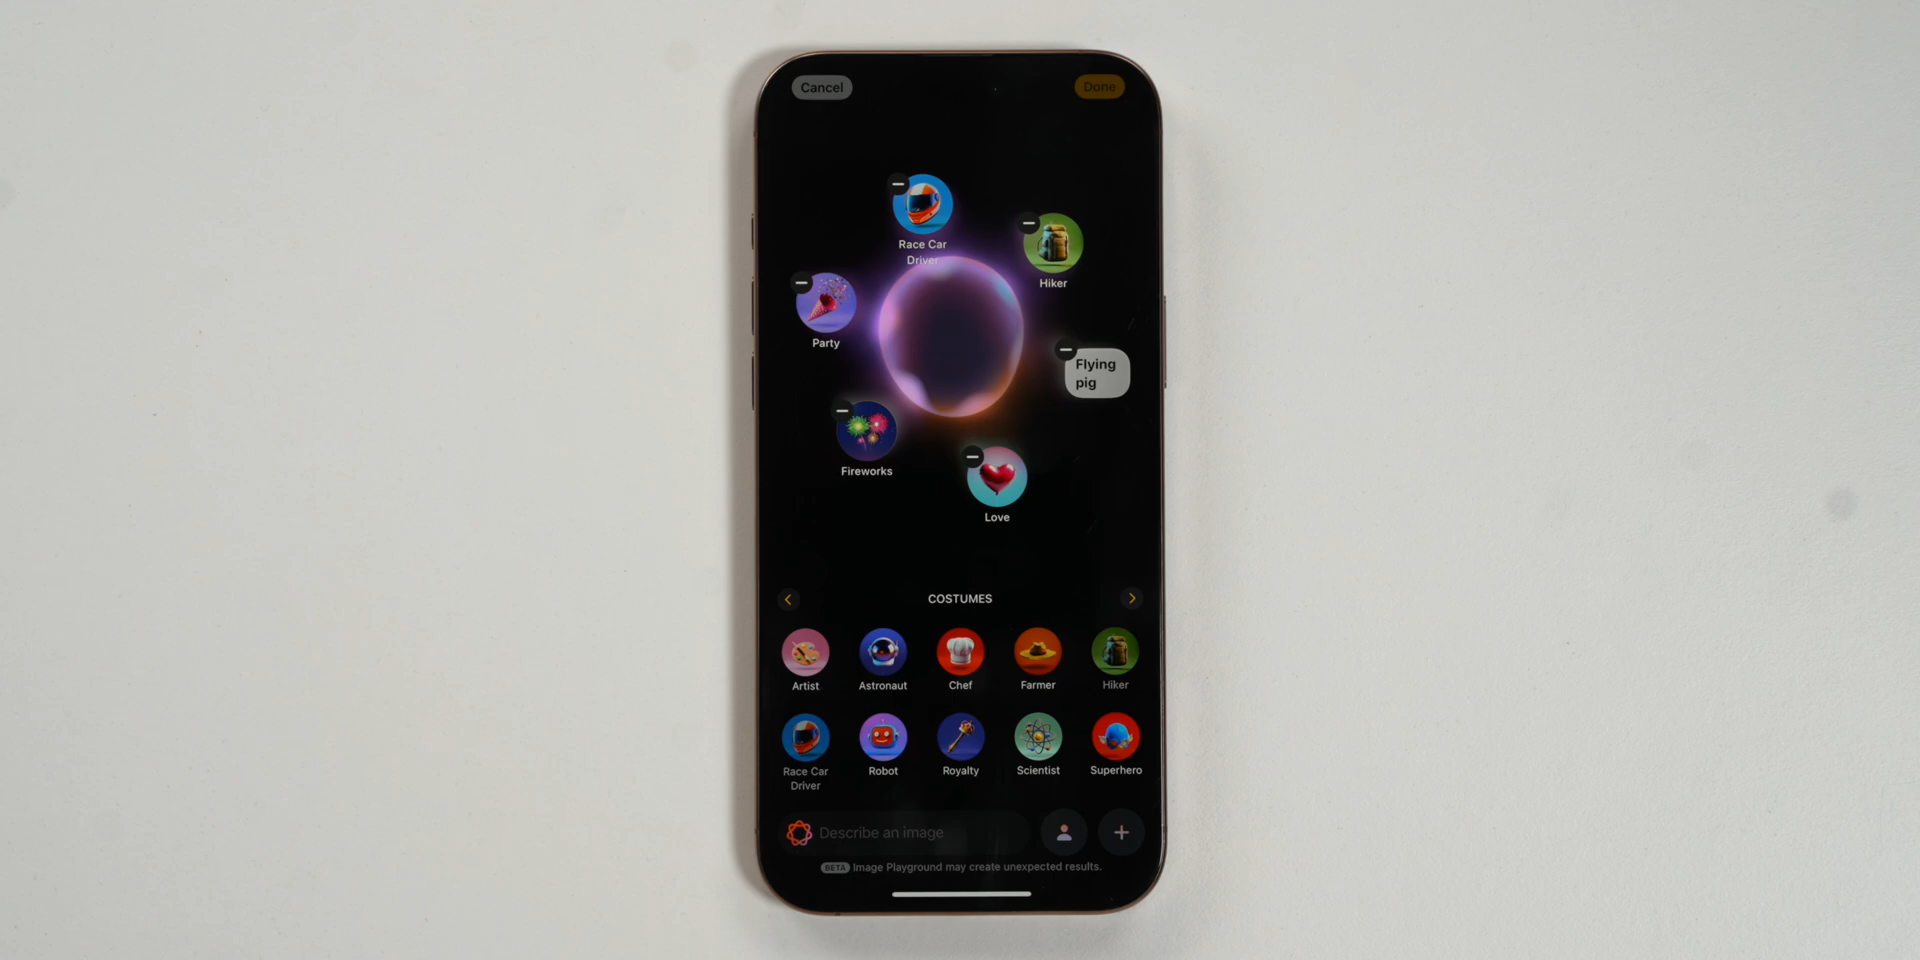 Cancel
Done
Race Car
Driver
Hiker
Party
Flying
pig
Fireworks
Love
COSTUMES
Artist
Astronaut
Chef
Farmer
Hiker
Race Car
Driver
Robot
Royalty
Scientist
Superhero
Describe an image
BETA Image Playground may create unexpected results.